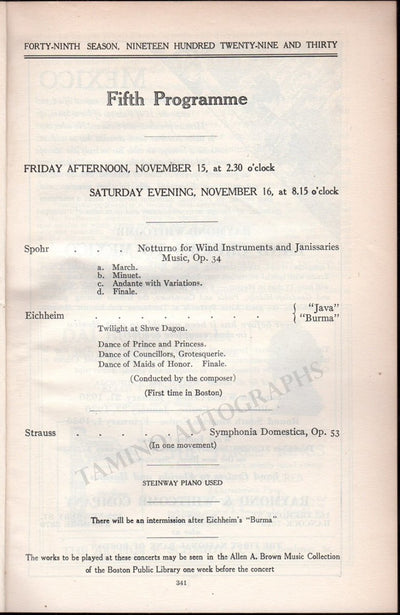 FORTY-NINTH SEASON, NINETEEN HUNDRED TWENTY-NINE AND THIRTY
Fifth Programme
FRIDAY AFTERNOON, NOVEMBER 15, at 2.30 o'clock
SATURDAY EVENING, NOVEMBER 16, at 8.15 o'clock
Spohr . . . Notturno for Wind Instruments and Janissaries
Music, Op. 34
a. March.
b. Minuet.
c. Andante with Variations.
d. Finale.
Eichheim . . . . . . . . . { "Java"
"Burma"
Twilight at Shwe Dagon.
Dance of Prince and Princess.
Dance of Councillors, Grotesquerie.
Dance of Maids of Honor. Finale.
(Conducted by the composer)
(First time in Boston)
Strauss . . . . . . . Symphonia Domestica, Op. 53
(In one movement)
TAMINO AUTOGRAPHS
STEINWAY PIANO USED
There will be an intermission after Eichheim's "Burma"
The works to be played at these concerts may be seen in the Allen A. Brown Music Collection
of the Boston Public Library one week before the concert
341